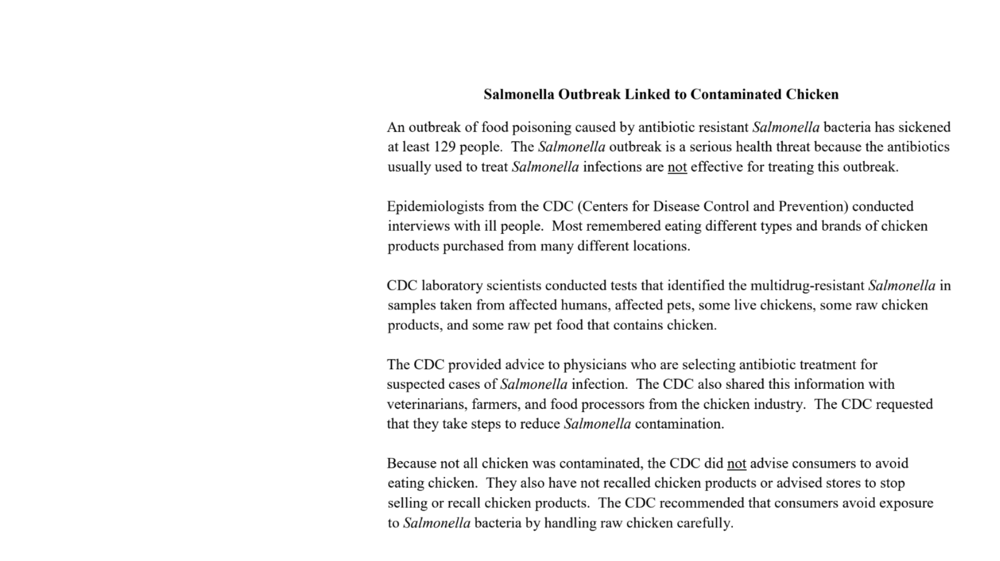 Salmonella Outbreak Linked to Contaminated Chicken
An outbreak of food poisoning caused by antibiotic resistant Salmonella bacteria has sickened
at least 129 people.  The Salmonella outbreak is a serious health threat because the antibiotics
usually used to treat Salmonella infections are not effective for treating this outbreak.
Epidemiologists from the CDC (Centers for Disease Control and Prevention) conducted
interviews with ill people.  Most remembered eating different types and brands of chicken
products purchased from many different locations.
CDC laboratory scientists conducted tests that identified the multidrug-resistant Salmonella in
samples taken from affected humans, affected pets, some live chickens, some raw chicken
products, and some raw pet food that contains chicken.
The CDC provided advice to physicians who are selecting antibiotic treatment for
suspected cases of Salmonella infection.  The CDC also shared this information with
veterinarians, farmers, and food processors from the chicken industry.  The CDC requested
that they take steps to reduce Salmonella contamination.
Because not all chicken was contaminated, the CDC did not advise consumers to avoid
eating chicken.  They also have not recalled chicken products or advised stores to stop
selling or recall chicken products.  The CDC recommended that consumers avoid exposure
to Salmonella bacteria by handling raw chicken carefully.